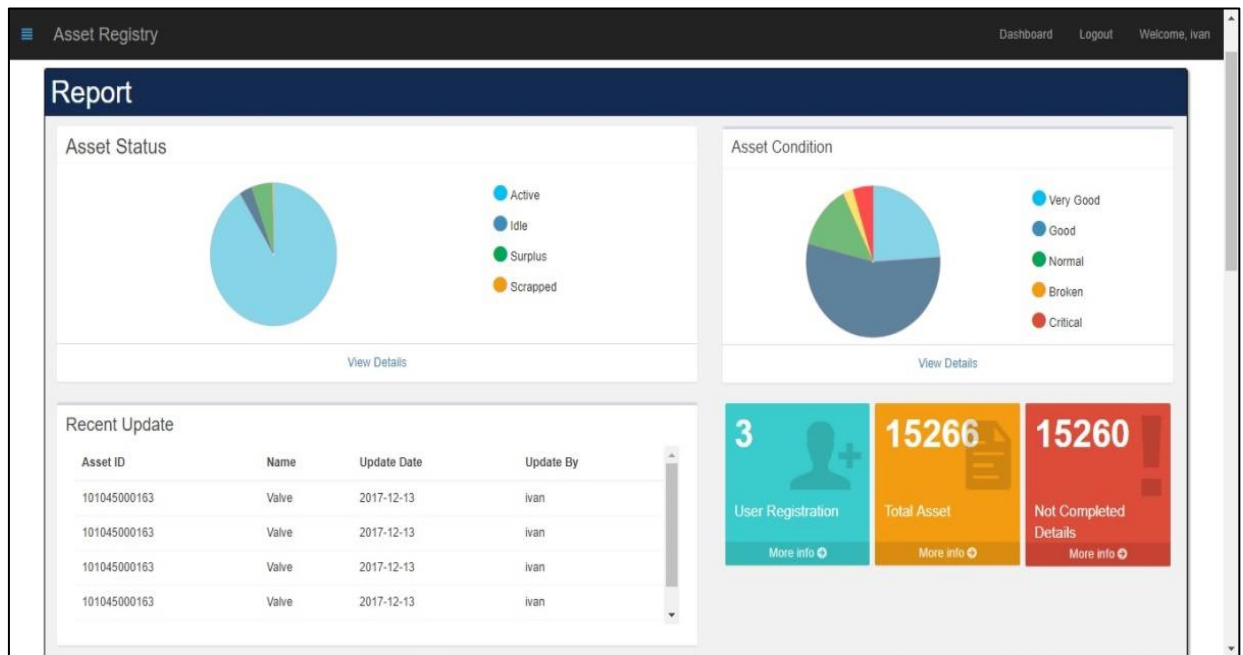 Asset Registry
Dashboard Logout Welcome, ivan
Report
Asset Status
Active
Idle
Surplus
Scrapped
View Details
Asset Condition
Very Good
Good
Normal
Broken
Critical
View Details
Recent Update
Asset ID Name Update Date Update By
101045000163 Valve 2017-12-13 ivan
101045000163 Valve 2017-12-13 ivan
101045000163 Valve 2017-12-13 ivan
101045000163 Valve 2017-12-13 ivan
3
User Registration
More info
15266
Total Asset
More info
15260
Not Completed
Details
More info